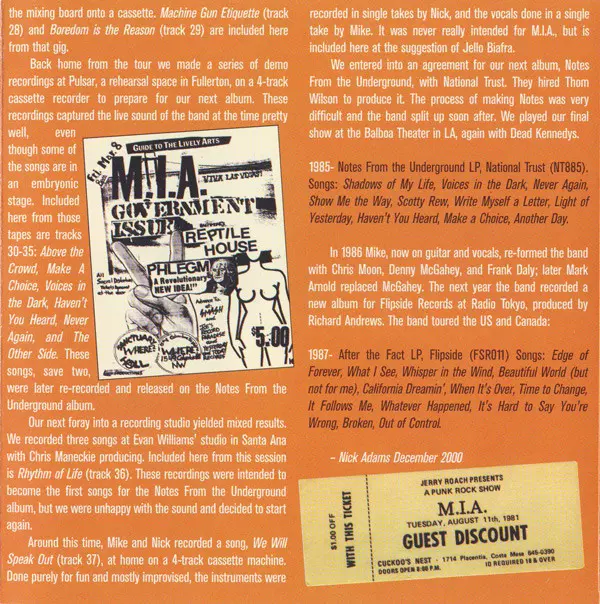 the mixing board onto a cassette. Machine Gun Etiquette (track
28) and Boredom is the Reason (track 29) are included here
from that gig.
Back home from the tour we made a series of demo
recordings at Pulsar, a rehearsal space in Fullerton, on a 4-track
cassette recorder to prepare for our next album. These
recordings captured the live sound of the band at the time pretty
well, even
though some of
the songs are in
an embryonic
stage. Included
here from those
tapes are tracks
30-35: Above the
Crowd, Make A
Choice, Voices in
the Dark, Haven't
You Heard, Never
Again, and The
Other Side. These
songs, save two,
were later re-recorded and released on the Notes From the
Underground album.
Our next foray into a recording studio yielded mixed results.
We recorded three songs at Evan Williams' studio in Santa Ana
with Chris Maneckie producing. Included here from this session
is Rhythm of Life (track 36). These recordings were intended to
become the first songs for the Notes From the Underground
album, but we were unhappy with the sound and decided to start
again.
Around this time, Mike and Nick recorded a song, We Will
Speak Out (track 37), at home on a 4-track cassette machine.
Done purely for fun and mostly improvised, the instruments were
Fri. Mar. 8
GUIDE TO THE LIVELY ARTS
VIVA LAS VEGAS!
M.I.A.
GOVERNMENT
ISSUE
REPTILE
HOUSE
PHLEGM
A Revolutionary
NEW IDEA!!!
$5.00
SANCTUARY
WHERE?
recorded in single takes by Nick, and the vocals done in a single
take by Mike. It was never really intended for M.I.A., but is
included here at the suggestion of Jello Biafra.
We entered into an agreement for our next album, Notes
From the Underground, with National Trust. They hired Thom
Wilson to produce it. The process of making Notes was very
difficult and the band split up soon after. We played our final
show at the Balboa Theater in LA, again with Dead Kennedys.
1985- Notes From the Underground LP, National Trust (NT885).
Songs: Shadows of My Life, Voices in the Dark, Never Again,
Show Me the Way, Scotty Rew, Write Myself a Letter, Light of
Yesterday, Haven't You Heard, Make a Choice, Another Day.
In 1986 Mike, now on guitar and vocals, re-formed the band
with Chris Moon, Denny McGahey, and Frank Daly; later Mark
Arnold replaced McGahey. The next year the band recorded a
new album for Flipside Records at Radio Tokyo, produced by
Richard Andrews. The band toured the US and Canada:
1987- After the Fact LP, Flipside (FSR011) Songs: Edge of
Forever, What I See, Whisper in the Wind, Beautiful World (but
not for me), California Dreamin', When It's Over, Time to Change,
It Follows Me, Whatever Happened, It's Hard to Say You're
Wrong, Broken, Out of Control.
– Nick Adams December 2000
$1.00 OFF
WITH THIS TICKET
JERRY ROACH PRESENTS
A PUNK ROCK SHOW
M.I.A.
TUESDAY, AUGUST 11th, 1981
GUEST DISCOUNT
CUCKOO'S NEST - 1714 Placentia, Costa Mesa 645-0390
DOORS OPEN 8:00 P.M. ID REQUIRED 18 & OVER